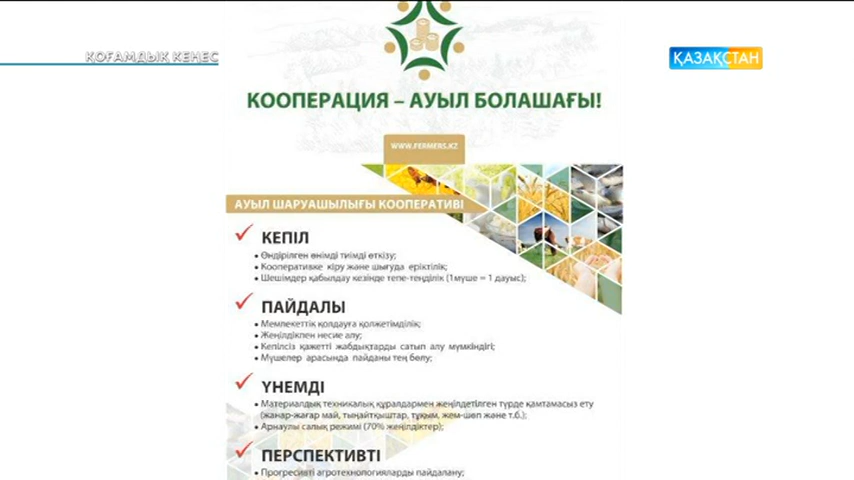 ҚОҒАМДЫҚ КЕҢЕС
ҚАЗАҚСТАН
КООПЕРАЦИЯ – АУЫЛ БОЛАШАҒЫ!
WWW.FERMERS.KZ
АУЫЛ ШАРУАШЫЛЫҒЫ КООПЕРАТИВІ
КЕПІЛ
• Өндірілген өнімді тиімді өткізу;
• Кооперативке кіру және шығуда еріктілік;
• Шешімдер қабылдау кезінде тепе-теңділік (1мүше = 1 дауыс);
ПАЙДАЛЫ
• Мемлекеттік қолдауға қолжетімділік;
• Жеңілдікпен несие алу;
• Кепілсіз қажетті жабдықтарды сатып алу мүмкіндігі;
• Мүшелер арасында пайданы тең бөлу;
ҮНЕМДІ
• Материалдық техникалық құралдармен жеңілдетілген түрде қамтамасыз ету
(жанар-жағар май, тыңайтқыштар, тұқым, жем-шөп және т.б.);
• Арнаулы салық режимі (70% жеңілдіктер);
ПЕРСПЕКТИВТІ
• Прогресивті агротехнологияларды пайдалану;